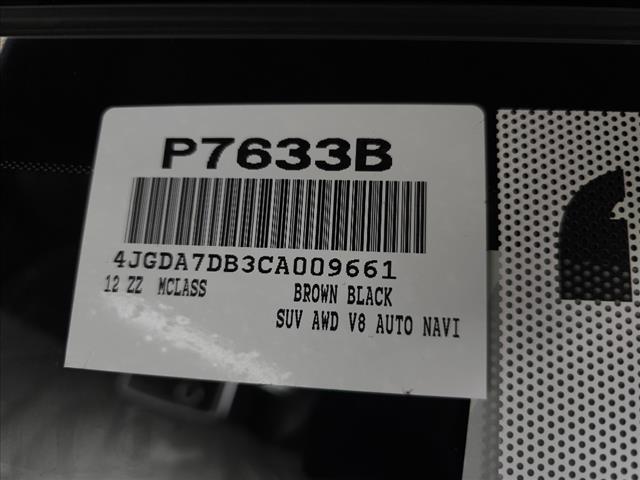 P7633B
4JGDA7DB3CA009661
12 ZZ MCLASS BROWN BLACK
SUV AWD V8 AUTO NAVI